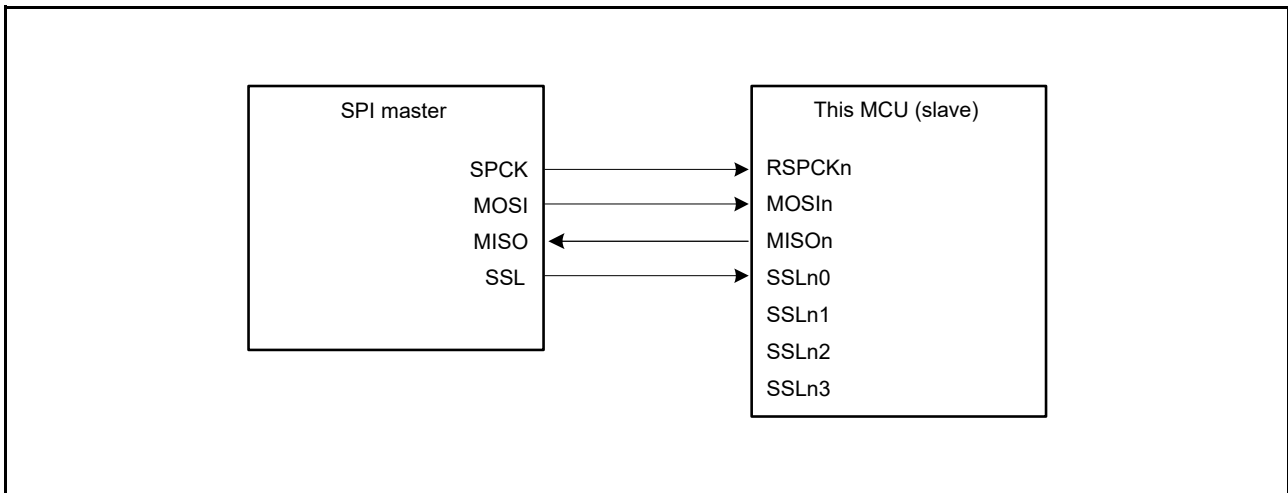 SPI master
SPCK
MOSI
MISO
SSL
This MCU (slave)
RSPCKn
MOSIn
MISOn
SSLn0
SSLn1
SSLn2
SSLn3